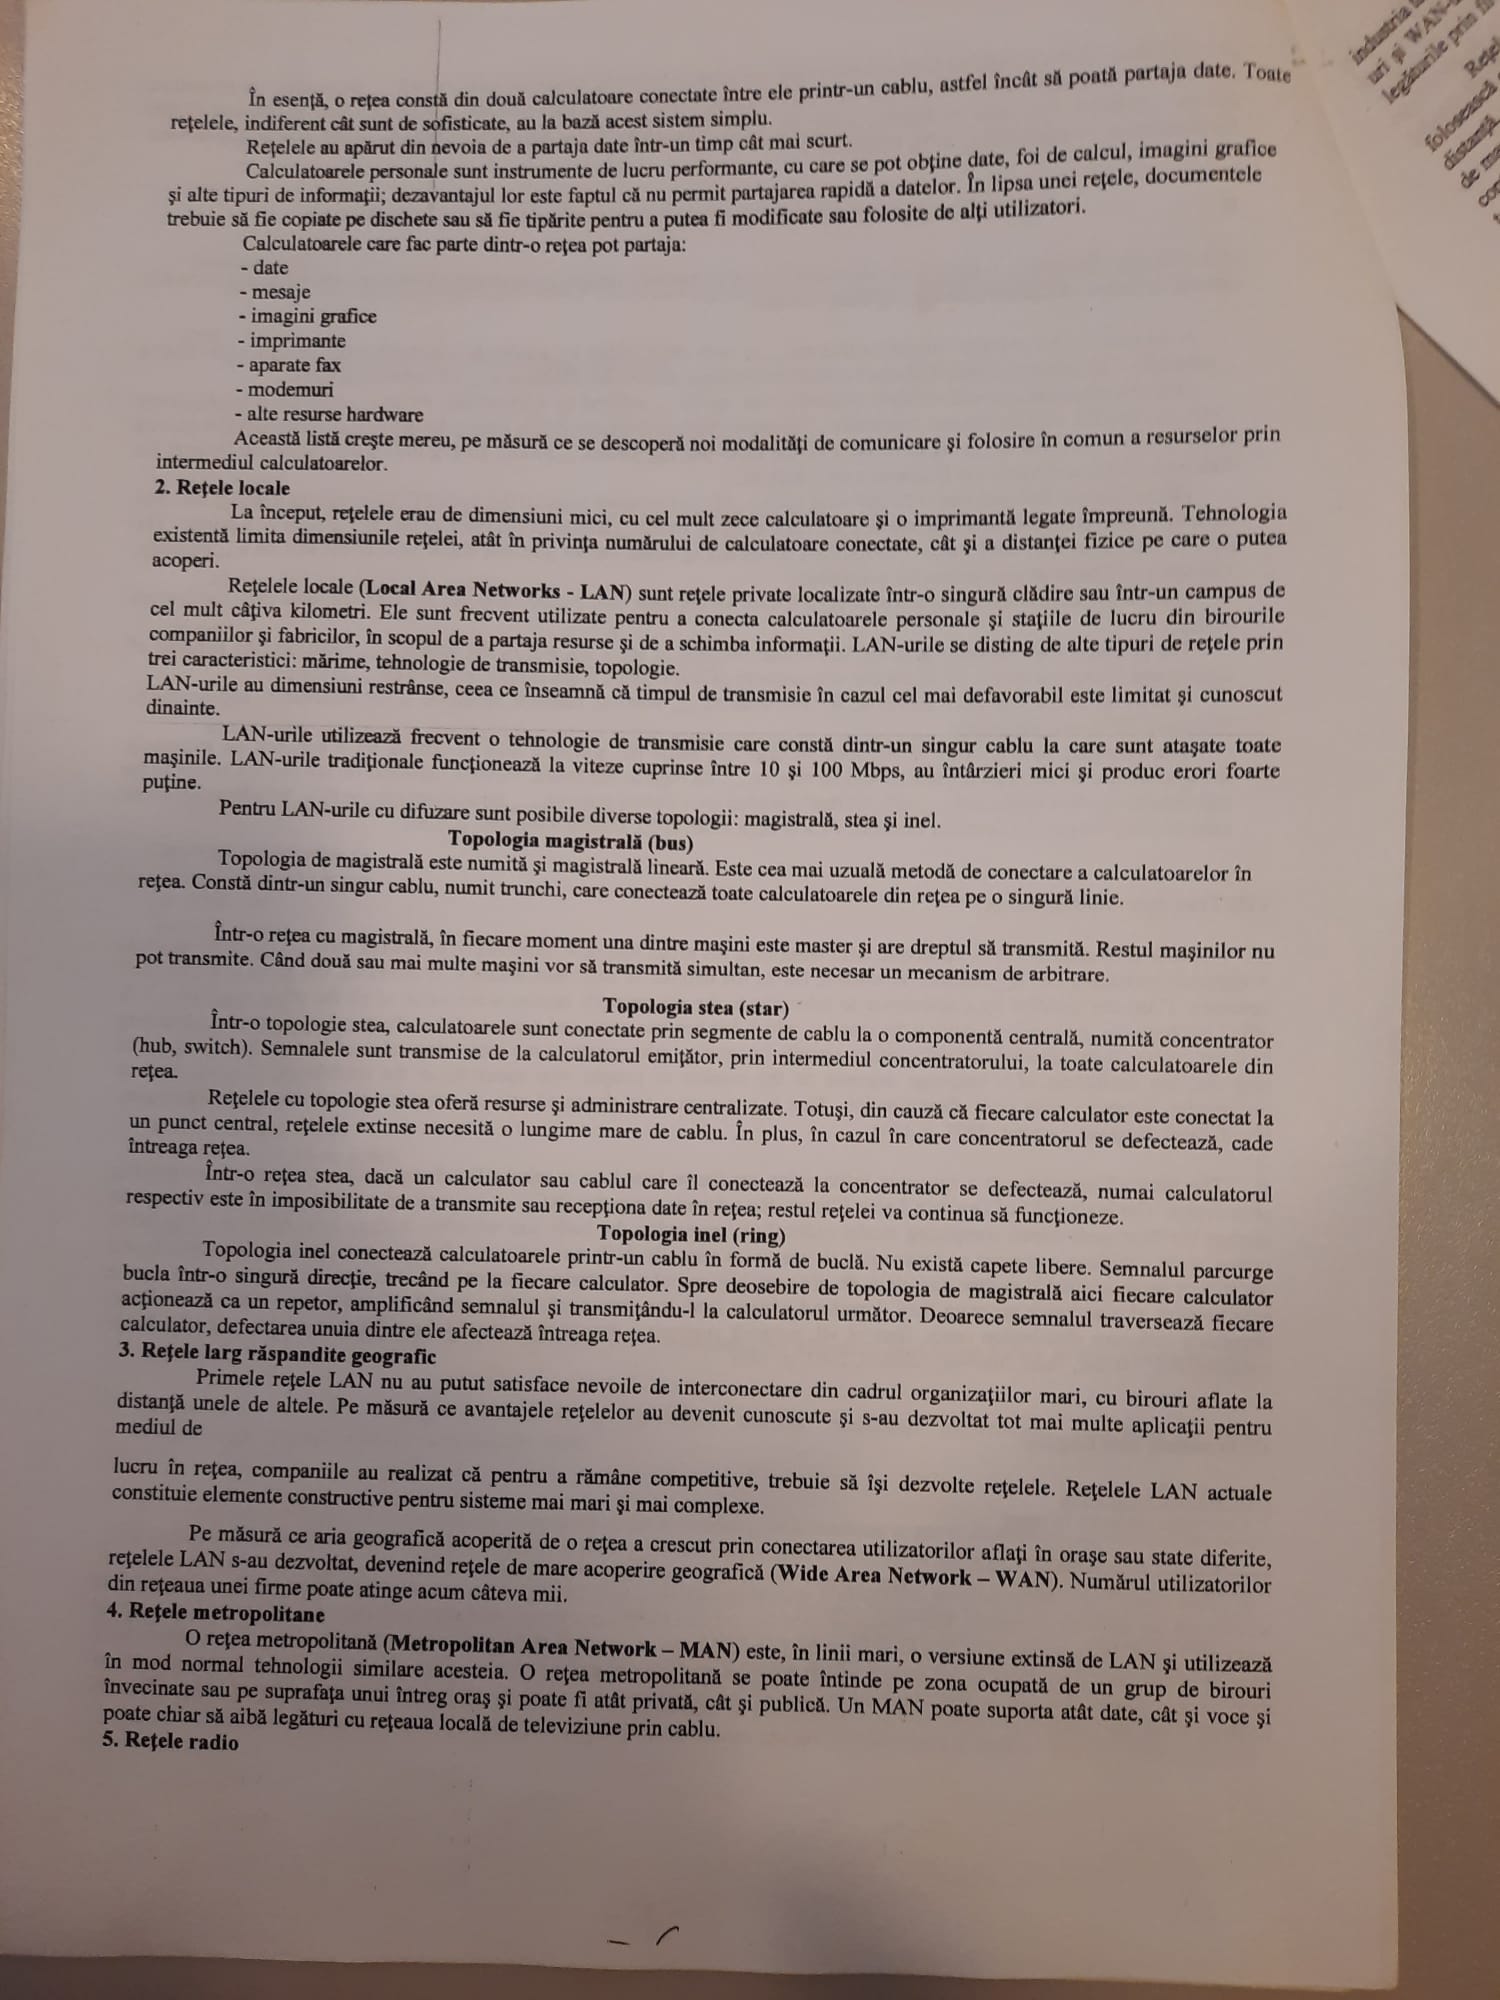 În esenţă, o reţea constă din două calculatoare conectate între ele printr-un cablu, astfel încât să poată partaja date. Toate
reţelele, indiferent cât sunt de sofisticate, au la bază acest sistem simplu.
Reţelele au apărut din nevoia de a partaja date într-un timp cât mai scurt.
Calculatoarele personale sunt instrumente de lucru performante, cu care se pot obţine date, foi de calcul, imagini grafice
şi alte tipuri de informaţii; dezavantajul lor este faptul că nu permit partajarea rapidă a datelor. În lipsa unei reţele, documentele
trebuie să fie copiate pe dischete sau să fie tipărite pentru a putea fi modificate sau folosite de alţi utilizatori.
Calculatoarele care fac parte dintr-o reţea pot partaja:
- date
- mesaje
- imagini grafice
- imprimante
- aparate fax
- modemuri
- alte resurse hardware
Această listă creşte mereu, pe măsură ce se descoperă noi modalităţi de comunicare şi folosire în comun a resurselor prin
intermediul calculatoarelor.
2. Reţele locale
La început, reţelele erau de dimensiuni mici, cu cel mult zece calculatoare şi o imprimantă legate împreună. Tehnologia
existentă limita dimensiunile reţelei, atât în privinţa numărului de calculatoare conectate, cât şi a distanţei fizice pe care o putea
acoperi.
Reţelele locale (Local Area Networks - LAN) sunt reţele private localizate într-o singură clădire sau într-un campus de
cel mult câţiva kilometri. Ele sunt frecvent utilizate pentru a conecta calculatoarele personale şi staţiile de lucru din birourile
companiilor şi fabricilor, în scopul de a partaja resurse şi de a schimba informaţii. LAN-urile se disting de alte tipuri de reţele prin
trei caracteristici: mărime, tehnologie de transmisie, topologie.
LAN-urile au dimensiuni restrânse, ceea ce înseamnă că timpul de transmisie în cazul cel mai defavorabil este limitat şi cunoscut
dinainte.
LAN-urile utilizează frecvent o tehnologie de transmisie care constă dintr-un singur cablu la care sunt ataşate toate
maşinile. LAN-urile tradiţionale funcţionează la viteze cuprinse între 10 şi 100 Mbps, au întârzieri mici şi produc erori foarte
puţine.
Pentru LAN-urile cu difuzare sunt posibile diverse topologii: magistrală, stea şi inel.
Topologia magistrală (bus)
Topologia de magistrală este numită şi magistrală lineară. Este cea mai uzuală metodă de conectare a calculatoarelor în
reţea. Constă dintr-un singur cablu, numit trunchi, care conectează toate calculatoarele din reţea pe o singură linie.
Într-o reţea cu magistrală, în fiecare moment una dintre maşini este master şi are dreptul să transmită. Restul maşinilor nu
pot transmite. Când două sau mai multe maşini vor să transmită simultan, este necesar un mecanism de arbitrare.
Topologia stea (star)
Într-o topologie stea, calculatoarele sunt conectate prin segmente de cablu la o componentă centrală, numită concentrator
(hub, switch). Semnalele sunt transmise de la calculatorul emiţător, prin intermediul concentratorului, la toate calculatoarele din
reţea.
Reţelele cu topologie stea oferă resurse şi administrare centralizate. Totuşi, din cauză că fiecare calculator este conectat la
un punct central, reţelele extinse necesită o lungime mare de cablu. În plus, în cazul în care concentratorul se defectează, cade
întreaga reţea.
Într-o reţea stea, dacă un calculator sau cablul care îl conectează la concentrator se defectează, numai calculatorul
respectiv este în imposibilitate de a transmite sau recepţiona date în reţea; restul reţelei va continua să funcţioneze.
Topologia inel (ring)
Topologia inel conectează calculatoarele printr-un cablu în formă de buclă. Nu există capete libere. Semnalul parcurge
bucla într-o singură direcţie, trecând pe la fiecare calculator. Spre deosebire de topologia de magistrală aici fiecare calculator
acţionează ca un repetor, amplificând semnalul şi transmiţându-l la calculatorul următor. Deoarece semnalul traversează fiecare
calculator, defectarea unuia dintre ele afectează întreaga reţea.
3. Reţele larg răspandite geografic
Primele reţele LAN nu au putut satisface nevoile de interconectare din cadrul organizaţiilor mari, cu birouri aflate la
distanţă unele de altele. Pe măsură ce avantajele reţelelor au devenit cunoscute şi s-au dezvoltat tot mai multe aplicaţii pentru
mediul de
lucru în reţea, companiile au realizat că pentru a rămâne competitive, trebuie să îşi dezvolte reţelele. Reţelele LAN actuale
constituie elemente constructive pentru sisteme mai mari şi mai complexe.
Pe măsură ce aria geografică acoperită de o reţea a crescut prin conectarea utilizatorilor aflaţi în oraşe sau state diferite,
reţelele LAN s-au dezvoltat, devenind reţele de mare acoperire geografică (Wide Area Network – WAN). Numărul utilizatorilor
din reţeaua unei firme poate atinge acum câteva mii.
4. Reţele metropolitane
O reţea metropolitană (Metropolitan Area Network – MAN) este, în linii mari, o versiune extinsă de LAN şi utilizează
în mod normal tehnologii similare acesteia. O reţea metropolitană se poate întinde pe zona ocupată de un grup de birouri
învecinate sau pe suprafaţa unui întreg oraş şi poate fi atât privată, cât şi publică. Un MAN poate suporta atât date, cât şi voce şi
poate chiar să aibă legături cu reţeaua locală de televiziune prin cablu.
5. Reţele radio
industria
uri şi WAN-
legăturile prin
folosească
distanţă